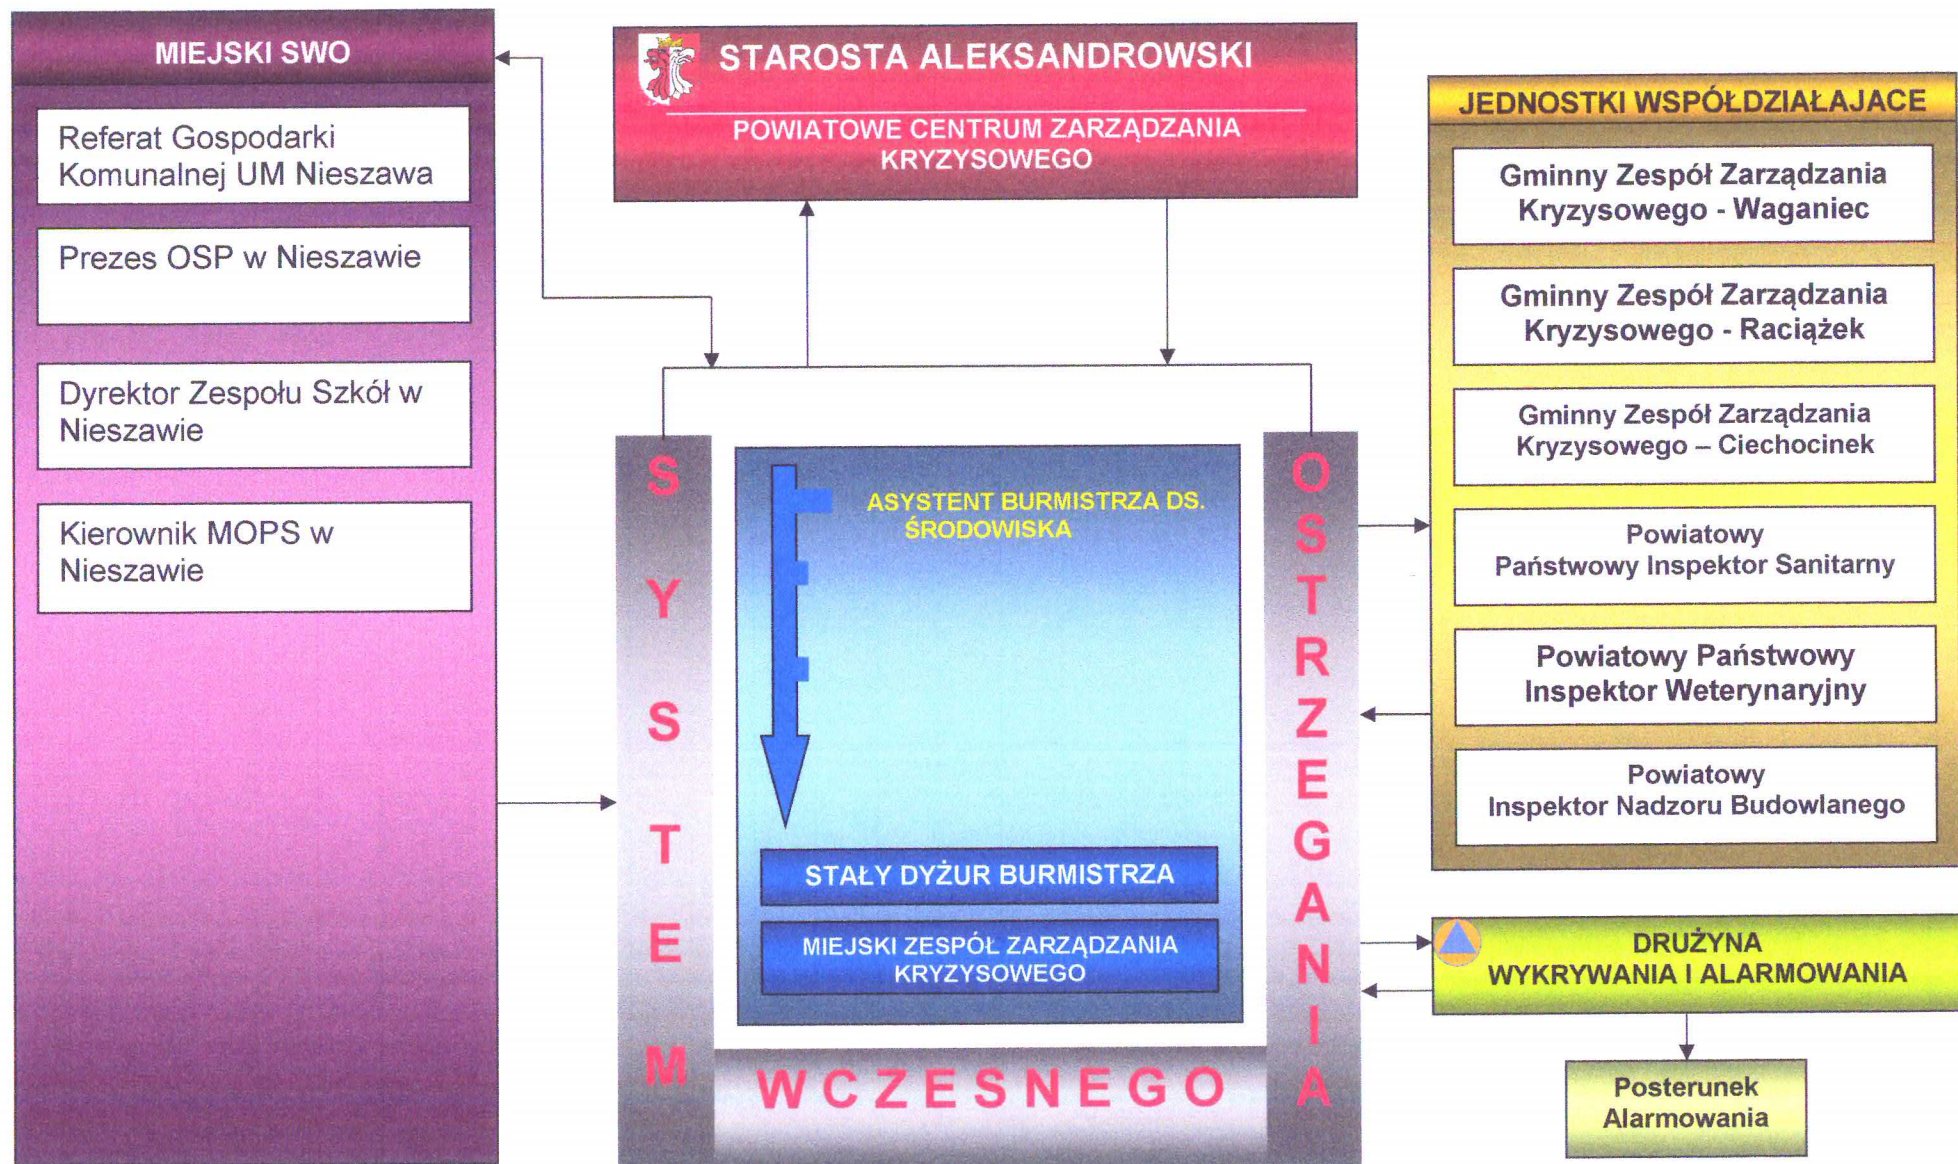 MIEJSKI SWO
Referat Gospodarki
Komunalnej UM Nieszawa
Prezes OSP w Nieszawie
Dyrektor Zespołu Szkół w
Nieszawie
Kierownik MOPS w
Nieszawie
STAROSTA ALEKSANDROWSKI
POWIATOWE CENTRUM ZARZĄDZANIA
KRYZYSOWEGO
SYSTEM
WCZESNEGO
OSTRZEGANIA
ASYSTENT BURMISTRZA DS.
ŚRODOWISKA
STAŁY DYŻUR BURMISTRZA
MIEJSKI ZESPÓŁ ZARZĄDZANIA
KRYZYSOWEGO
JEDNOSTKI WSPÓŁDZIAŁAJACE
Gminny Zespół Zarządzania
Kryzysowego - Waganiec
Gminny Zespół Zarządzania
Kryzysowego - Raciążek
Gminny Zespół Zarządzania
Kryzysowego – Ciechocinek
Powiatowy
Państwowy Inspektor Sanitarny
Powiatowy Państwowy
Inspektor Weterynaryjny
Powiatowy
Inspektor Nadzoru Budowlanego
DRUŻYNA
WYKRYWANIA I ALARMOWANIA
Posterunek
Alarmowania